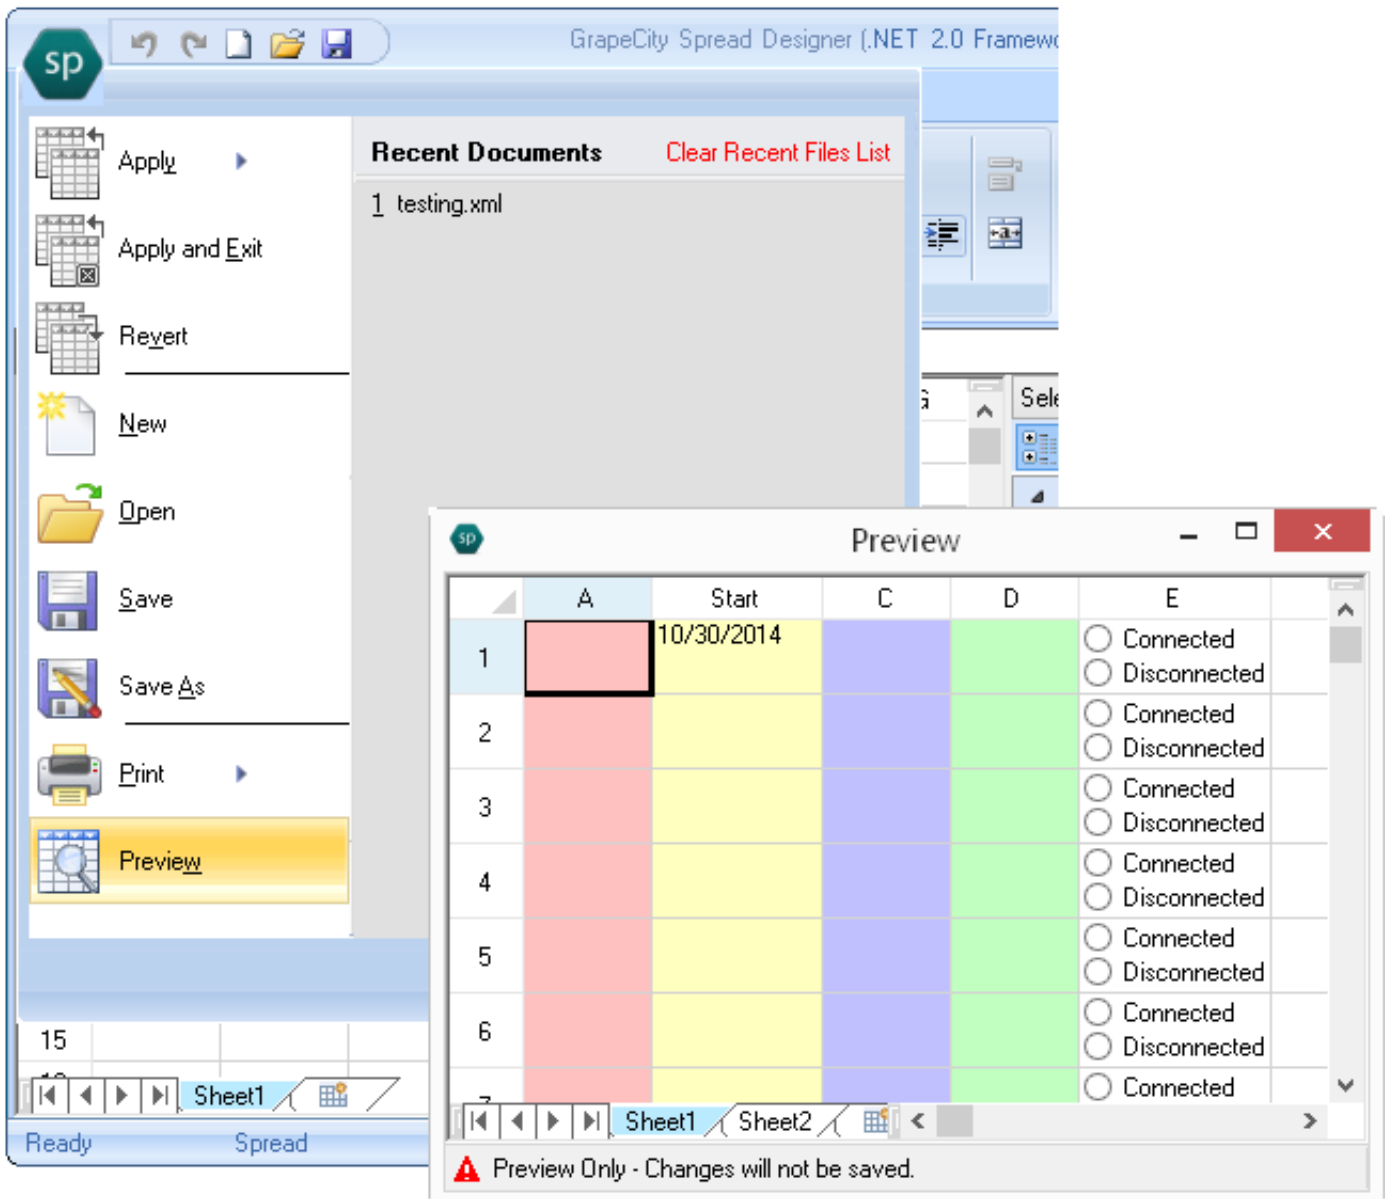 sp
GrapeCity Spread Designer (.NET 2.0 Framewo
Apply
Recent Documents Clear Recent Files List
1 testing.xml
Apply and Exit
a
Revert
New
G
Sele
Open
Save
Save As
Print
Preview
15
Sheet1
Ready Spread
sp Preview
A Start C D E
1 10/30/2014 Connected
Disconnected
2 Connected
Disconnected
3 Connected
Disconnected
4 Connected
Disconnected
5 Connected
Disconnected
6 Connected
Disconnected
Connected
Sheet1 Sheet2
Preview Only - Changes will not be saved.